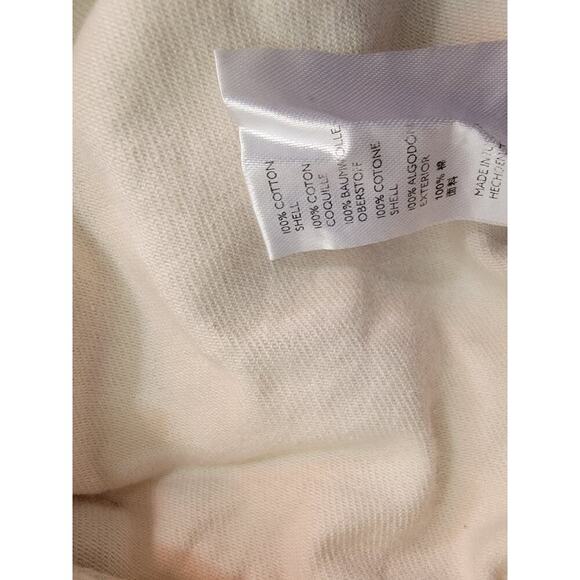 100% COTTON
SHELL
100% COTON
COQUILLE
100% BAUMWOLLE
OBERSTOFF
100% COTONE
SHELL
100% ALGODÓ
EXTERIOR
100% 棉
面料
MADE IN
HECHO EN